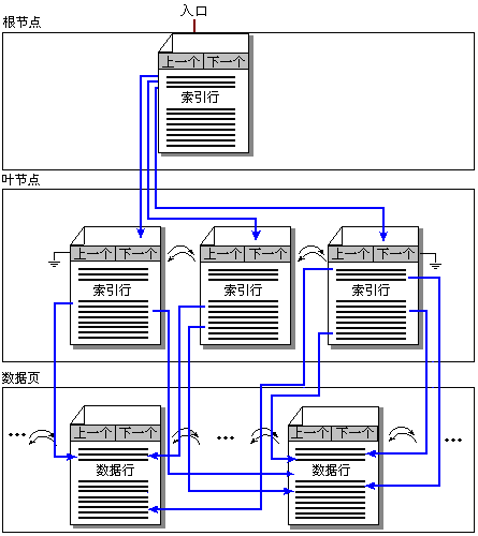 入口
根节点
上一个 下一个
索引行
叶节点
上一个 下一个 上一个 下一个 上一个 下一个
索引行 索引行 索引行
数据页
上一个 下一个 上一个 下一个
数据行 数据行